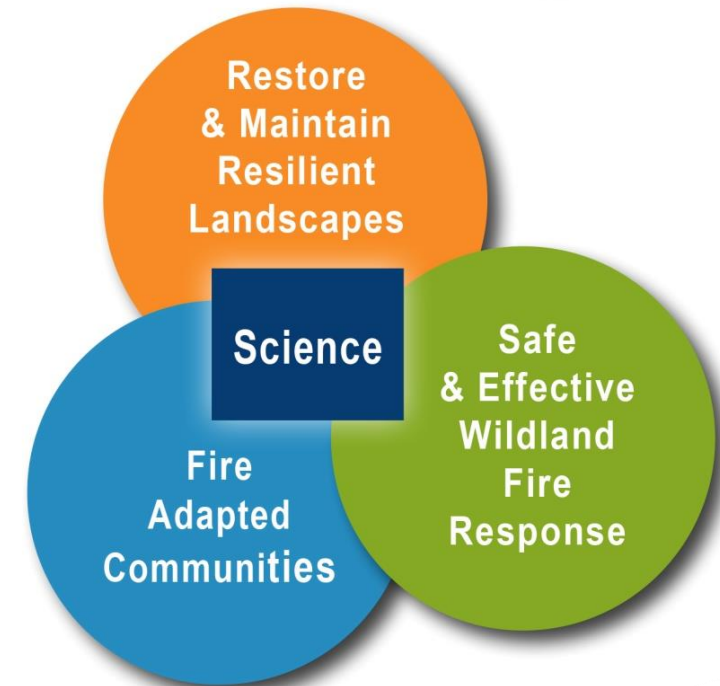 Restore
& Maintain
Resilient
Landscapes
Science
Safe
& Effective
Wildland
Fire
Response
Fire
Adapted
Communities